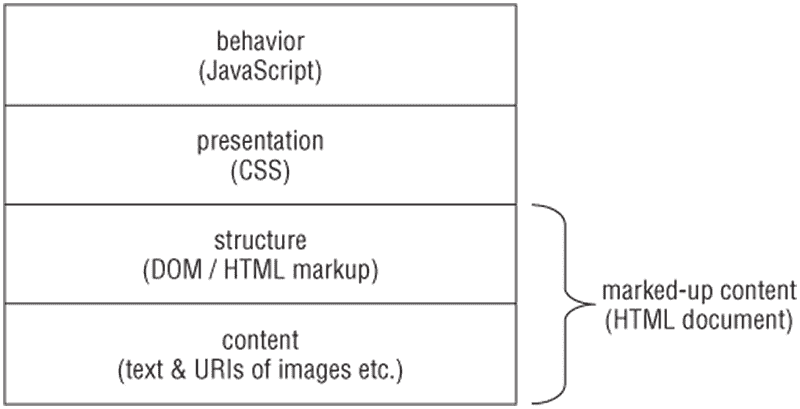 behavior
(JavaScript)
presentation
(CSS)
structure
(DOM / HTML markup)
content
(text & URIs of images etc.)
marked-up content
(HTML document)